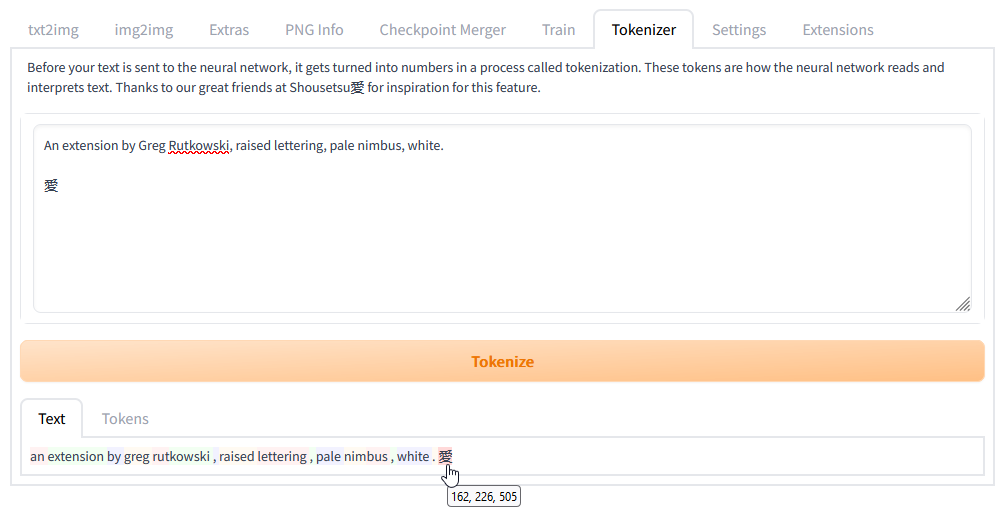 txt2img img2img Extras PNG Info Checkpoint Merger Train Tokenizer Settings Extensions
Before your text is sent to the neural network, it gets turned into numbers in a process called tokenization. These tokens are how the neural network reads and
interprets text. Thanks to our great friends at Shousetsu愛 for inspiration for this feature.
An extension by Greg Rutkowski, raised lettering, pale nimbus, white.
愛
Tokenize
Text Tokens
an extension by greg rutkowski , raised lettering , pale nimbus , white . 愛
162, 226, 505